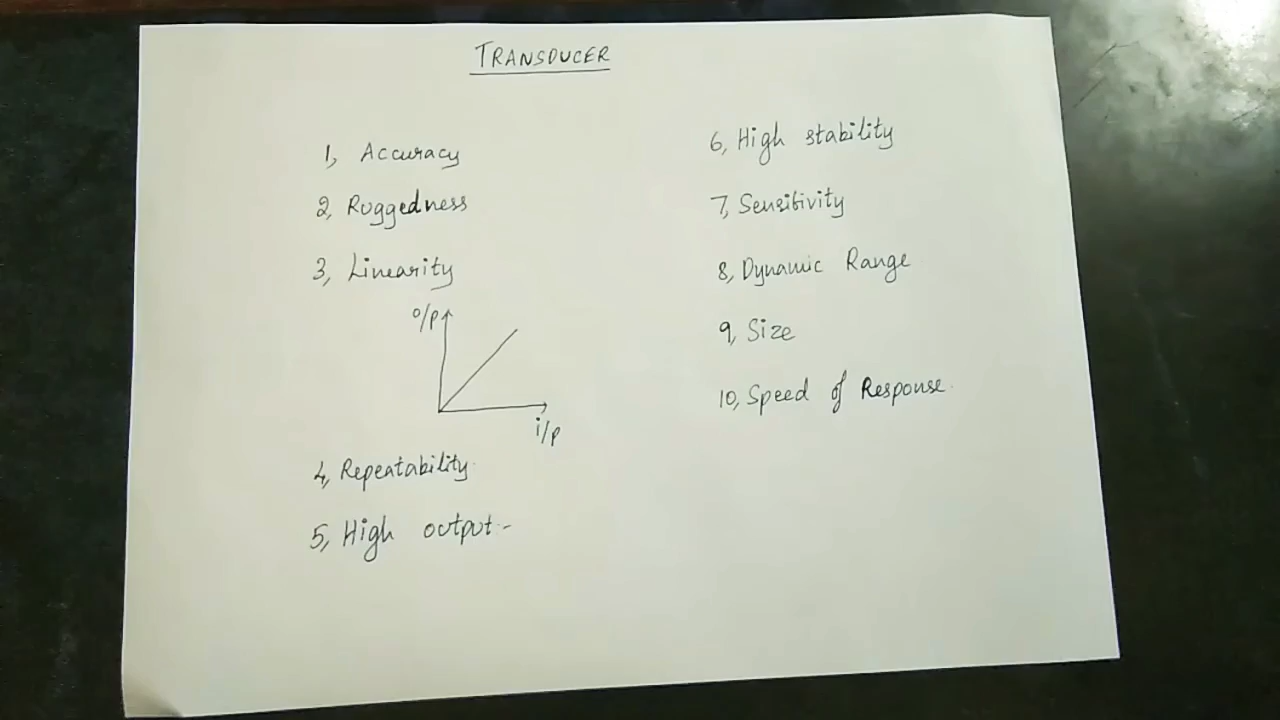 TRANSDUCER
1, Accuracy
2, Ruggedness
3, Linearity
o/p
i/p
4, Repeatability
5, High output -
6, High stability
7, Sensitivity
8, Dynamic Range
9, Size
10, Speed of Response.